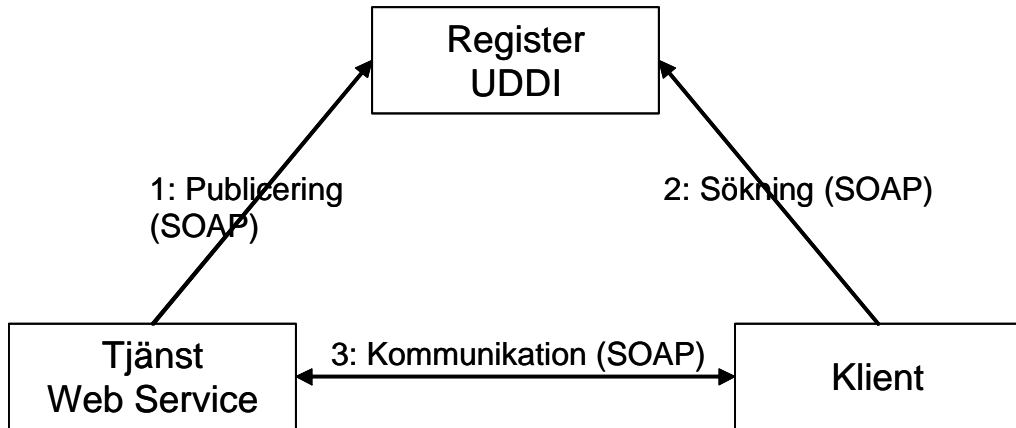 Register
UDDI
1: Publicering
(SOAP)
2: Sökning (SOAP)
Tjänst
Web Service
3: Kommunikation (SOAP)
Klient